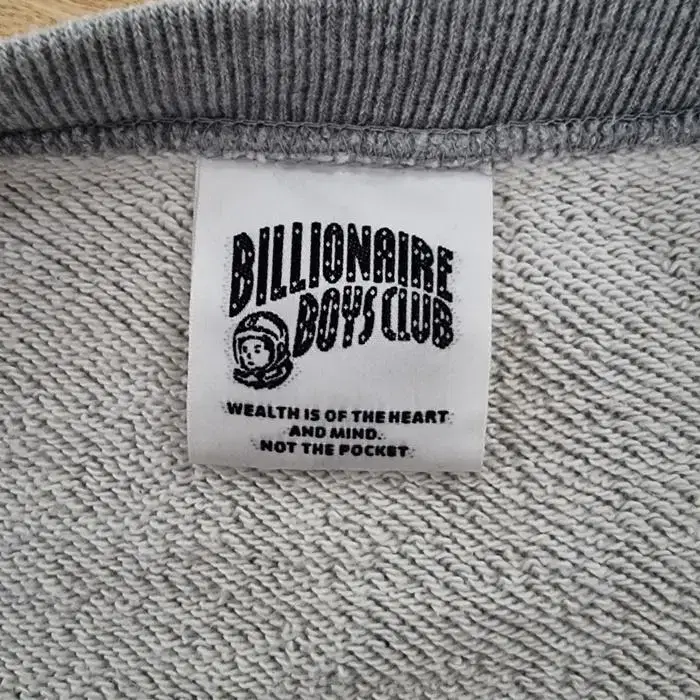 BILLIONAIRE
BOYS CLUB
WEALTH IS OF THE HEART
AND MIND.
NOT THE POCKET